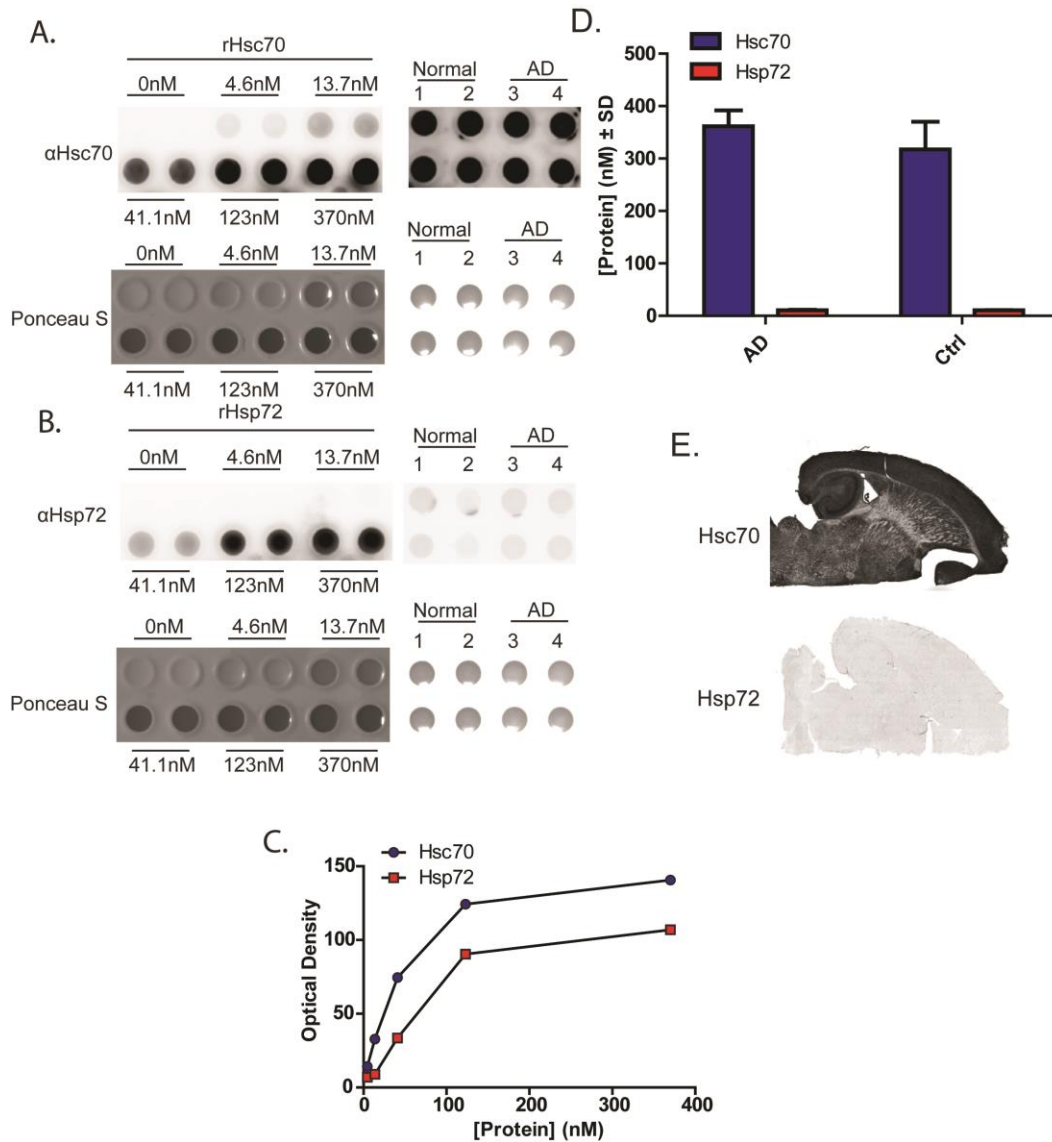 A.
rHsc70
0nM 4.6nM 13.7nM
αHsc70
41.1nM 123nM 370nM
Normal AD
1 2 3 4
0nM 4.6nM 13.7nM
Ponceau S
41.1nM 123nM 370nM
Normal AD
1 2 3 4
B.
rHsp72
0nM 4.6nM 13.7nM
αHsp72
41.1nM 123nM 370nM
Normal AD
1 2 3 4
0nM 4.6nM 13.7nM
Ponceau S
41.1nM 123nM 370nM
Normal AD
1 2 3 4
C.
Hsc70
Hsp72
Optical Density
150
100
50
0
0 100 200 300 400
[Protein] (nM)
D.
Hsc70
Hsp72
[Protein] (nM) ± SD
500
400
300
200
100
0
AD Ctrl
E.
Hsc70
Hsp72